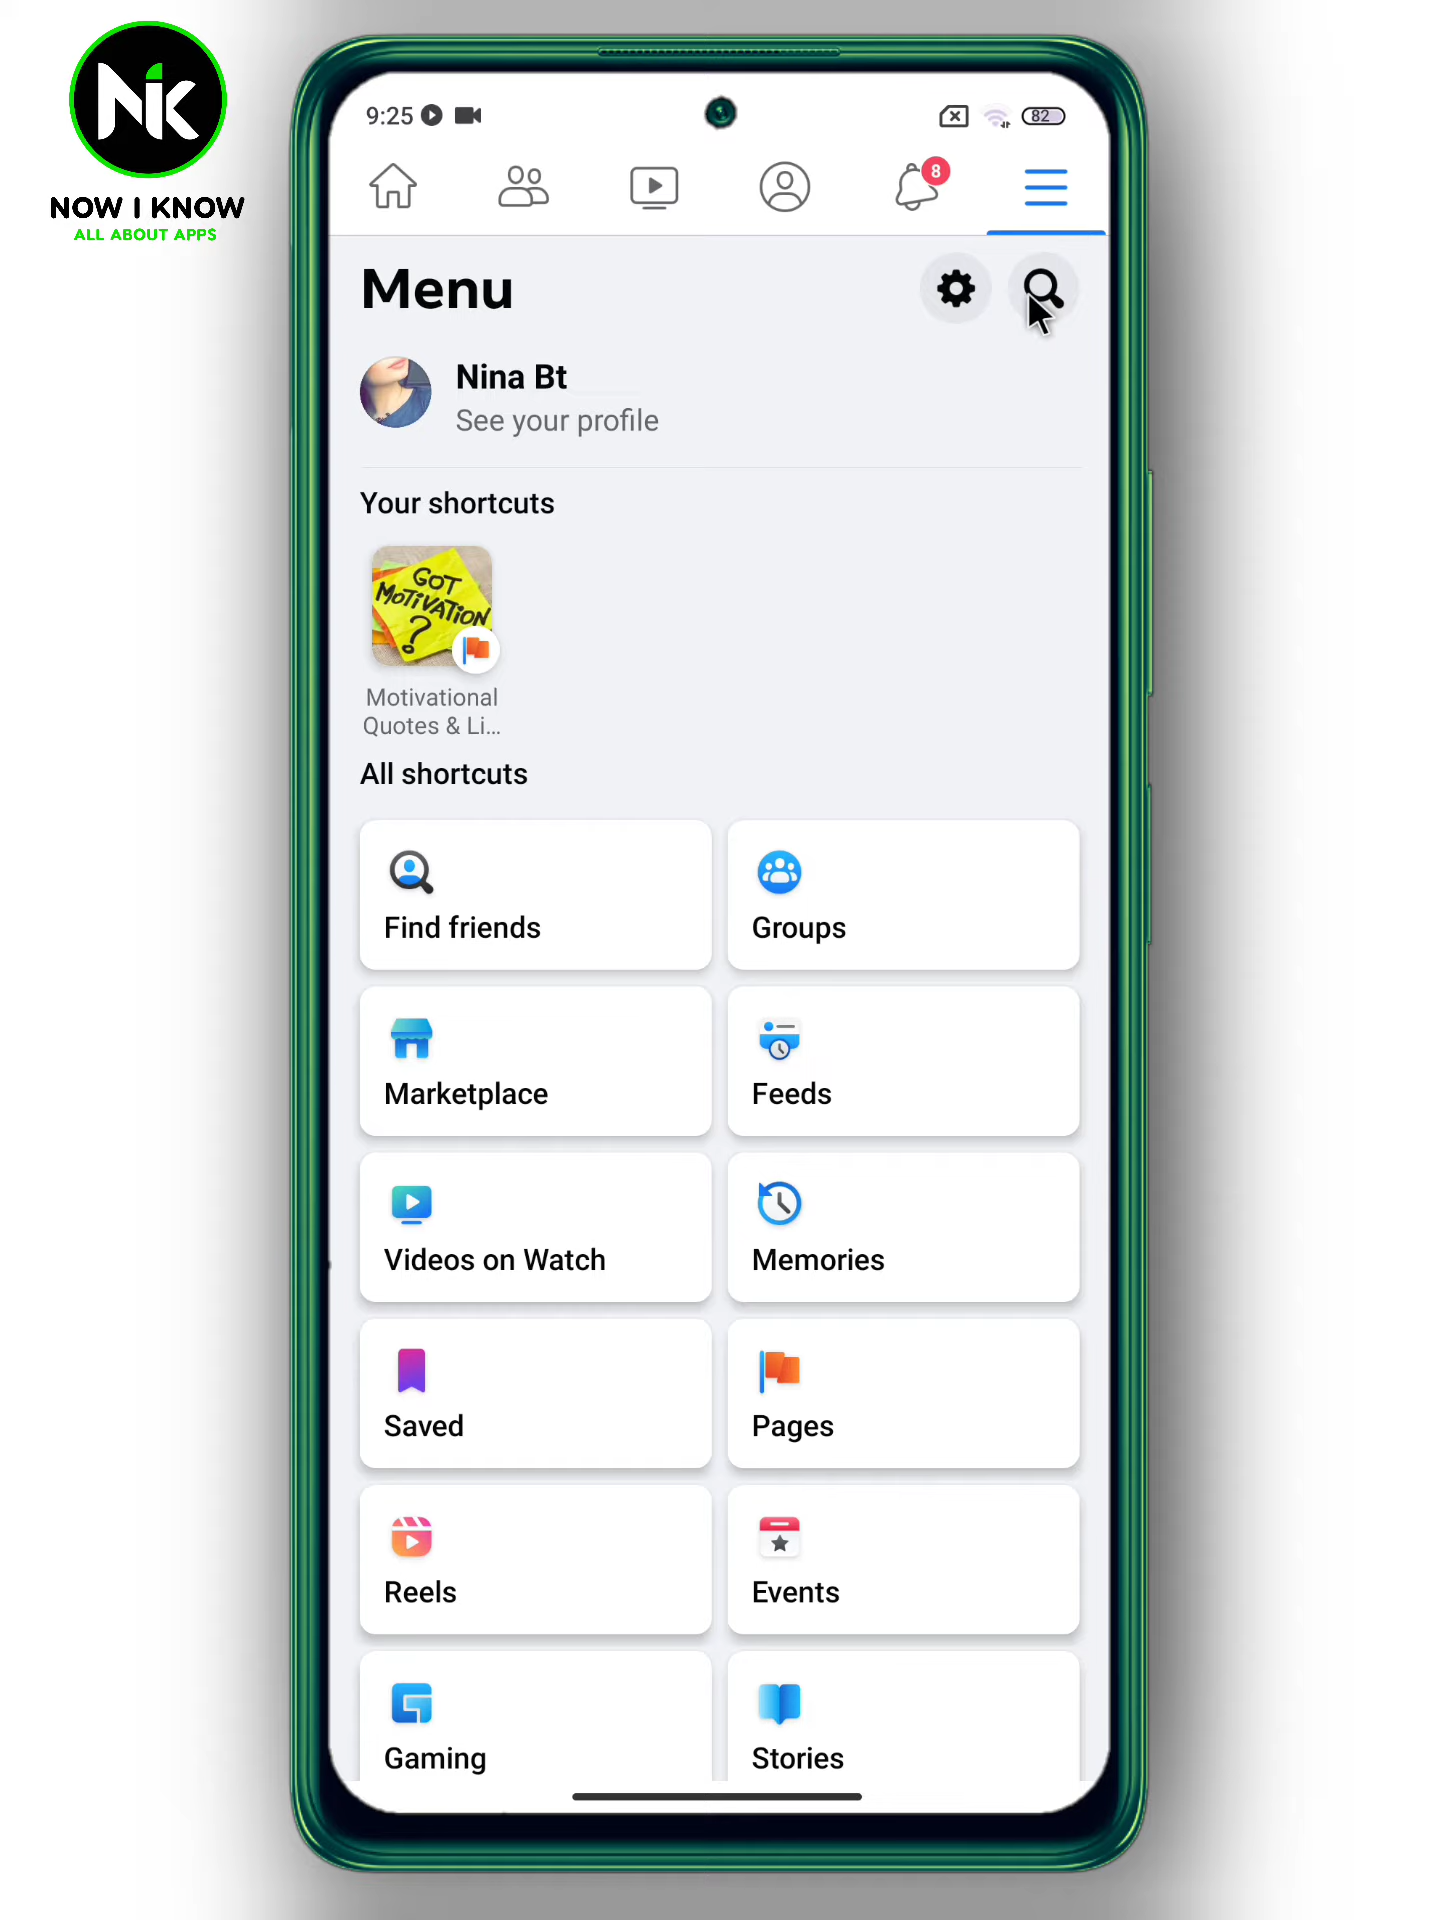 NiK
NOW I KNOW
ALL ABOUT APPS
9:25
82
8
Menu
Nina Bt
See your profile
Your shortcuts
GOT
MOTIVATION
?
Motivational
Quotes & Li...
All shortcuts
Find friends
Groups
Marketplace
Feeds
Videos on Watch
Memories
Saved
Pages
Reels
Events
Gaming
Stories